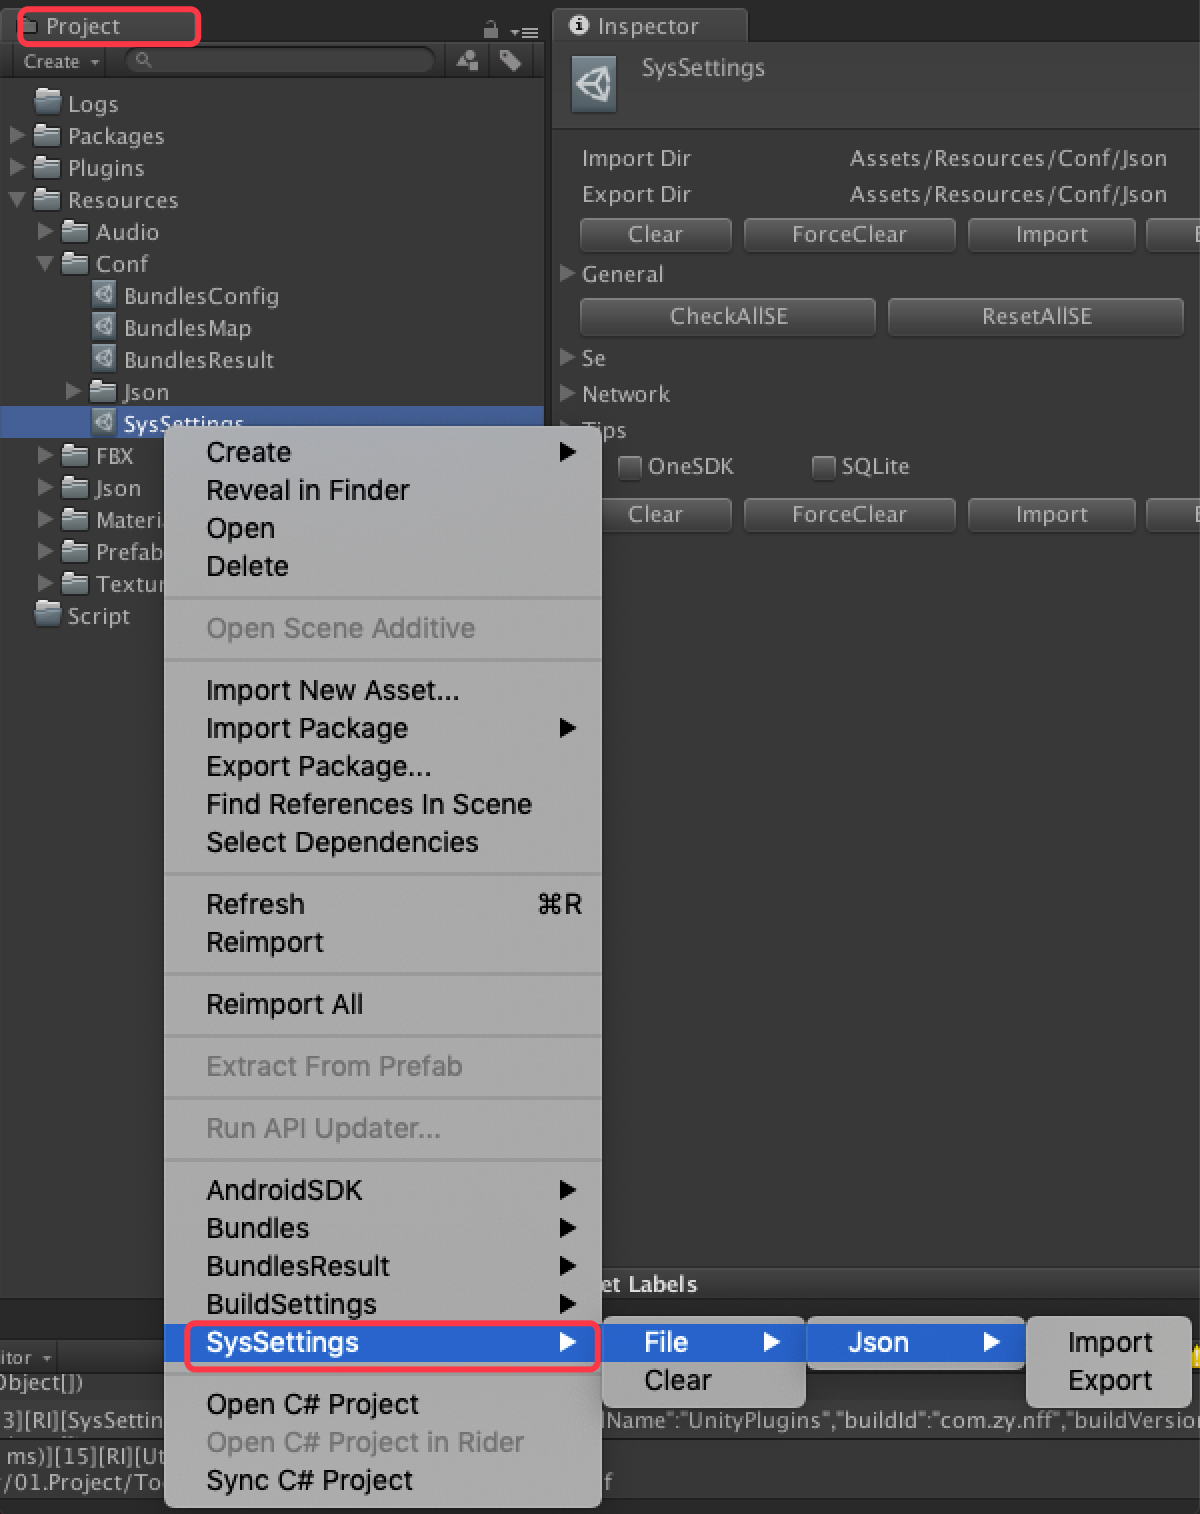 Project
Create
Logs
Packages
Plugins
Resources
Audio
Conf
BundlesConfig
BundlesMap
BundlesResult
Json
SysSettings
FBX
Json
Materi
Prefab
Textur
Script
Inspector
SysSettings
Import Dir Assets/Resources/Conf/Json
Export Dir Assets/Resources/Conf/Json
Clear ForceClear Import E
General
CheckAllSE ResetAllSE
Se
Network
Tips
OneSDK SQLite
Clear ForceClear Import E
Create
Reveal in Finder
Open
Delete
Open Scene Additive
Import New Asset...
Import Package
Export Package...
Find References In Scene
Select Dependencies
Refresh ⌘R
Reimport
Reimport All
Extract From Prefab
Run API Updater...
AndroidSDK
Bundles
BundlesResult
BuildSettings
SysSettings
Open C# Project
Open C# Project in Rider
Sync C# Project
File
Clear
Json
Import
Export
et Labels
itor
Object[])
3][RI][SysSettin Name":"UnityPlugins","buildId":"com.zy.nff","buildVersion
ms)][15][RI][Ut
/01.Project/Too f